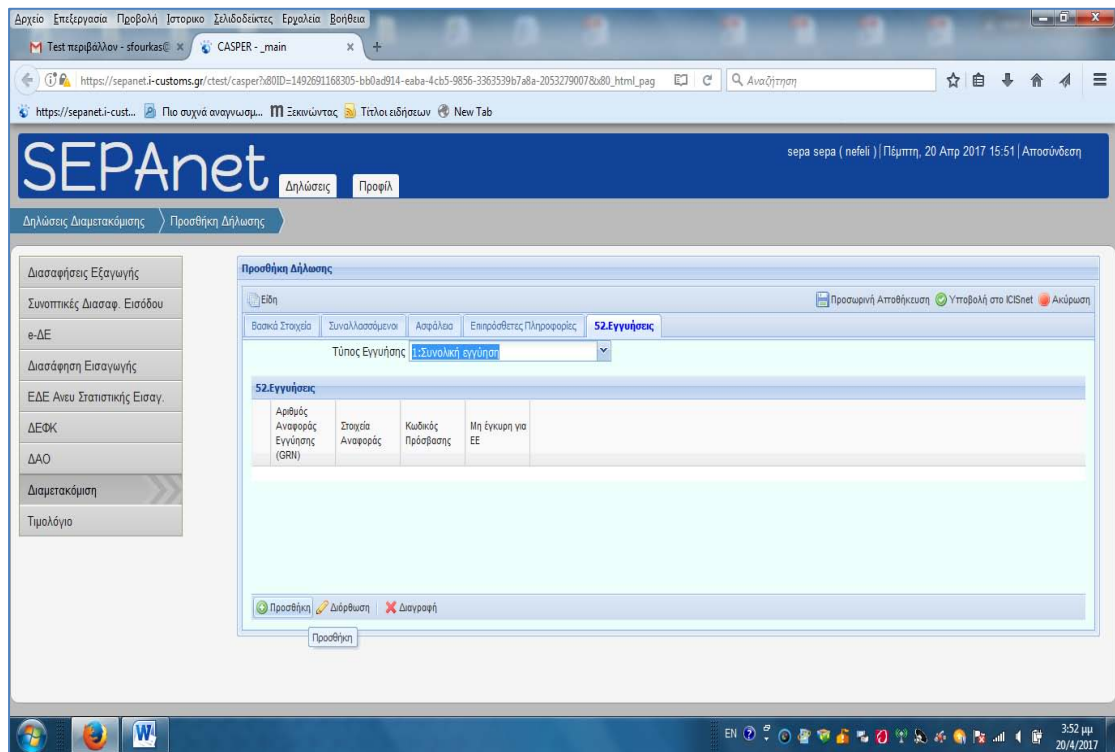 Αρχείο Επεξεργασία Προβολή Ιστορικο Σελιδοδείκτες Εργαλεία Βοήθεια
Test περιβάλλον - sfourkas@ × CASPER - _main × +
https://sepanet.i-customs.gr/ctest/casper?x80ID=1492691168305-bb0ad914-eaba-4cb5-9856-3363539b7a8a-2053279007&x80_html_pag Αναζήτηση
https://sepanet.i-cust... Πιο συχνά αναγνωσμ... Ξεκινώντας Τίτλοι ειδήσεων New Tab
SEPAnet Δηλώσεις Προφίλ
sepa sepa ( nefeli ) | Πέμπτη, 20 Απρ 2017 15:51 | Αποσύνδεση
Δηλώσεις Διαμετακόμισης Προσθήκη Δήλωσης
Διασαφήσεις Εξαγωγής
Συνοπτικές Διασαφ. Εισόδου
e-ΔΕ
Διασάφηση Εισαγωγής
ΕΔΕ Ανευ Στατιστικής Εισαγ.
ΔΕΦΚ
ΔΑΟ
Διαμετακόμιση
Τιμολόγιο
Προσθήκη Δήλωσης
Είδη Προσωρινή Αποθήκευση Υποβολή στο ICISnet Ακύρωση
Βασικά Στοιχεία Συναλλασσόμενοι Ασφάλεια Επιπρόσθετες Πληροφορίες 52.Εγγυήσεις
Τύπος Εγγυήσης 1:Συνολική εγγύηση
52.Εγγυήσεις
Αριθμός Αναφοράς Εγγύησης (GRN) Στοιχεία Αναφοράς Κωδικός Πρόσβασης Μη έγκυρη για ΕΕ
Προσθήκη Διόρθωση Διαγραφή
Προσθήκη
EN 3:52 μμ
20/4/2017